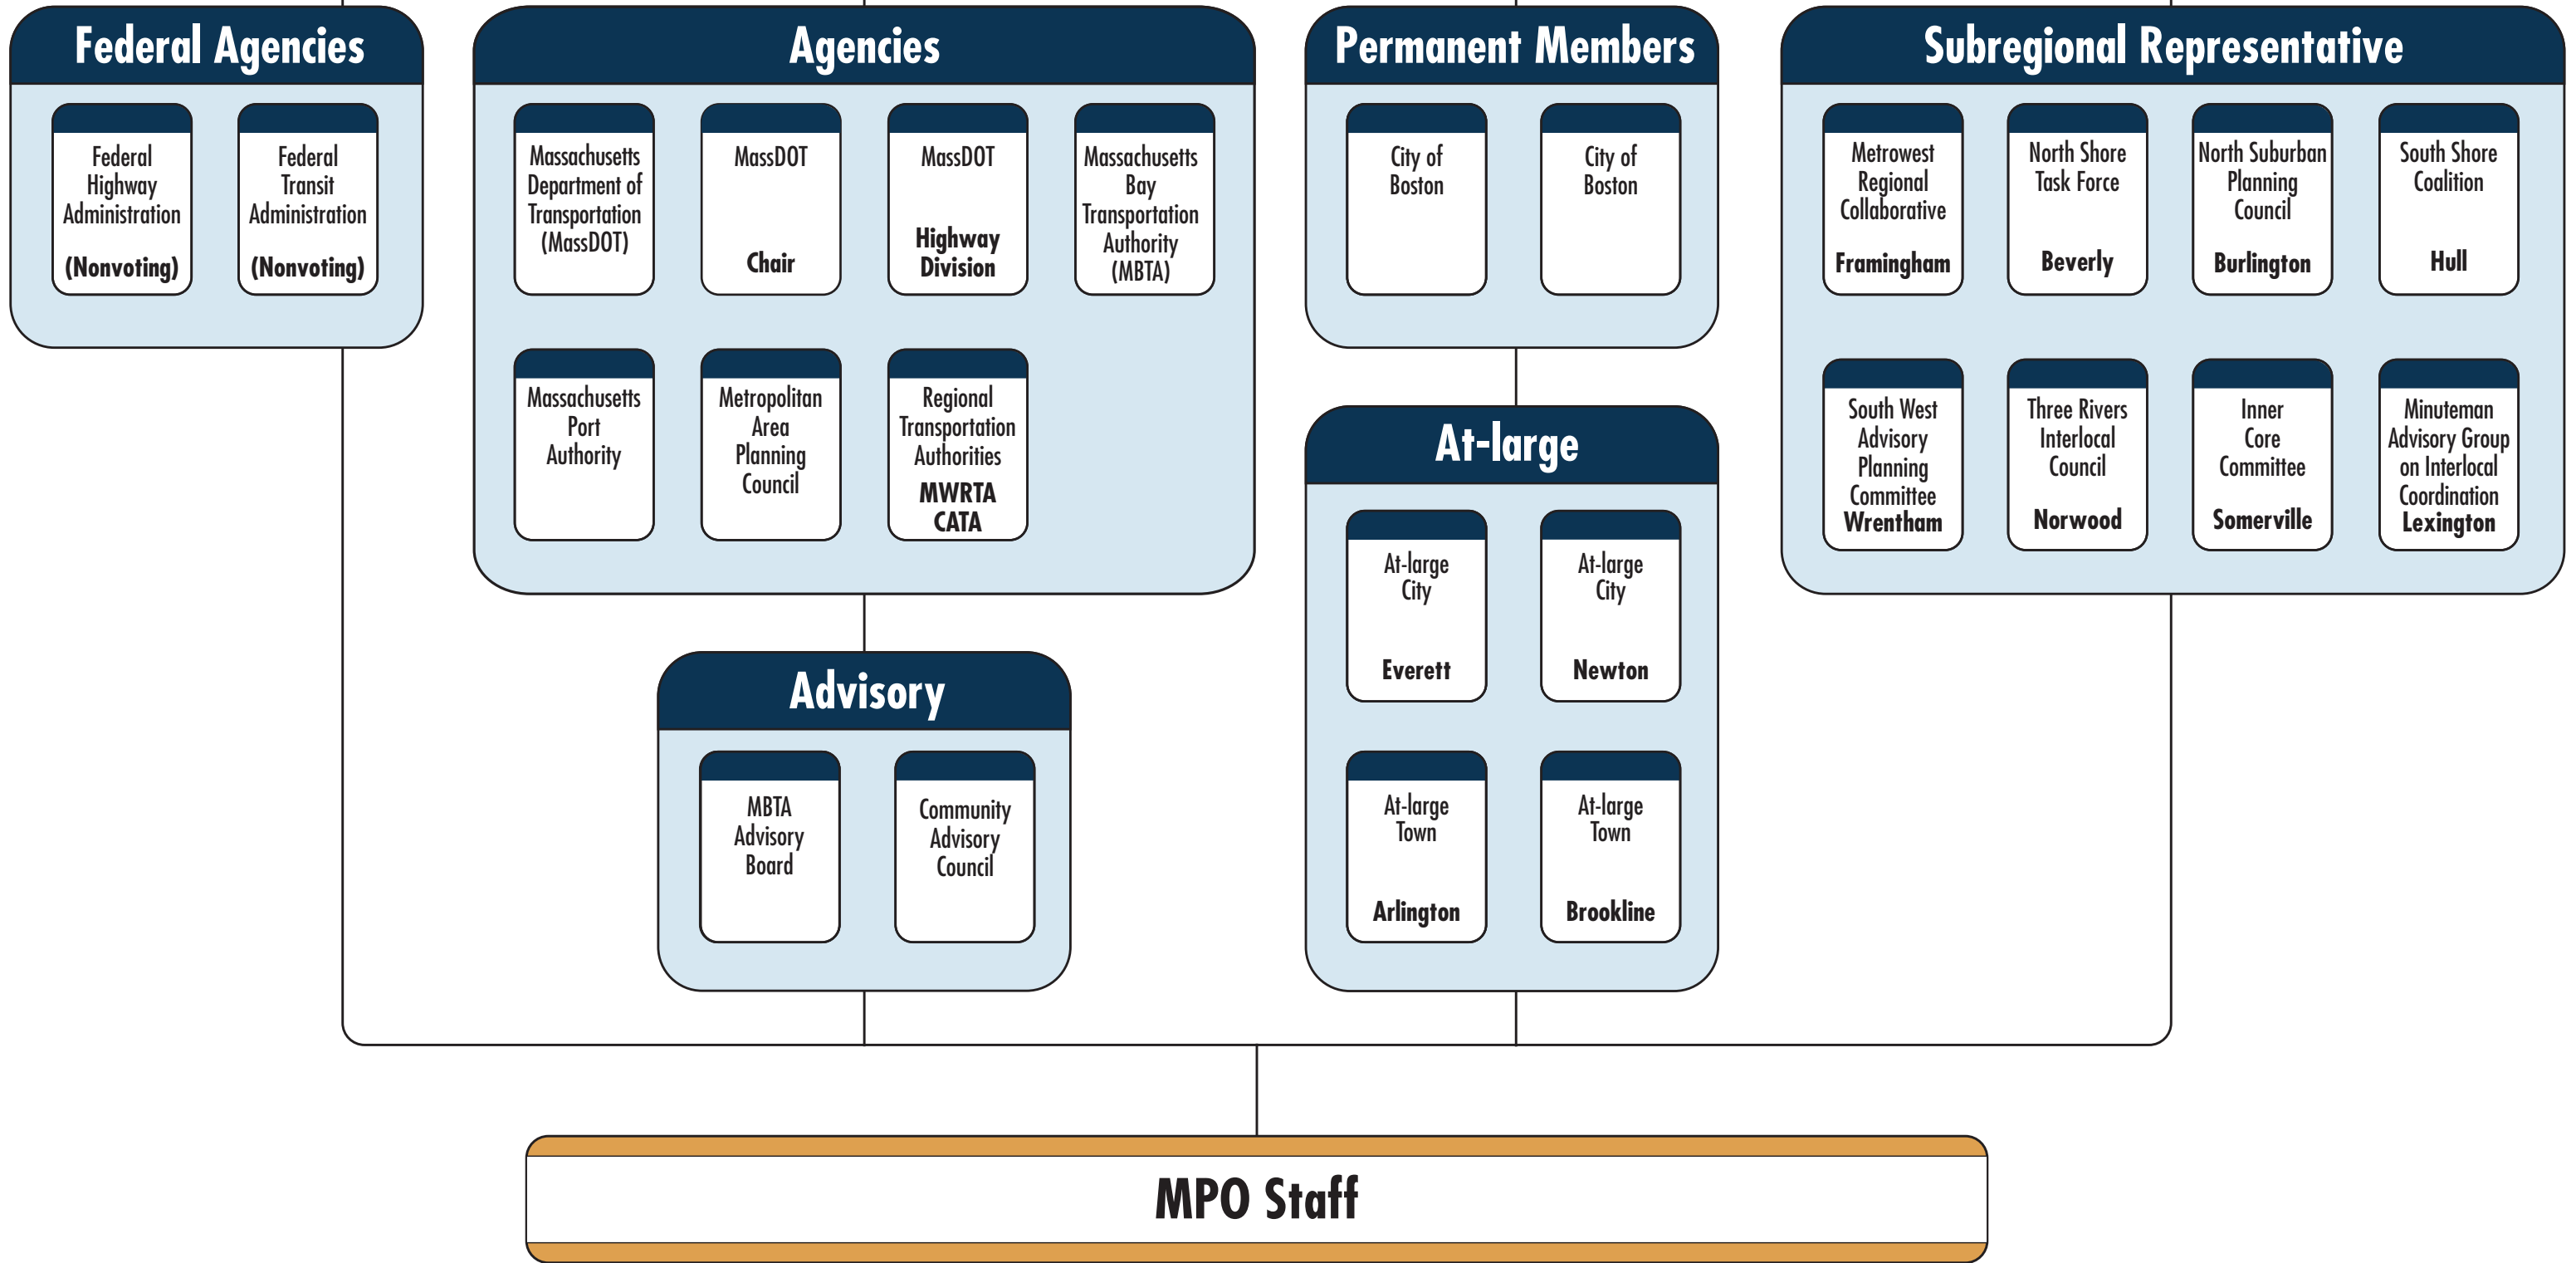 Federal Agencies
Federal
Highway
Administration
(Nonvoting)
Federal
Transit
Administration
(Nonvoting)
Agencies
Massachusetts
Department of
Transportation
(MassDOT)
MassDOT
Chair
MassDOT
Highway
Division
Massachusetts
Bay
Transportation
Authority
(MBTA)
Massachusetts
Port
Authority
Metropolitan
Area
Planning
Council
Regional
Transportation
Authorities
MWRTA
CATA
Advisory
MBTA
Advisory
Board
Community
Advisory
Council
Permanent Members
City of
Boston
City of
Boston
At-large
At-large
City
Everett
At-large
City
Newton
At-large
Town
Arlington
At-large
Town
Brookline
Subregional Representative
Metrowest
Regional
Collaborative
Framingham
North Shore
Task Force
Beverly
North Suburban
Planning
Council
Burlington
South Shore
Coalition
Hull
South West
Advisory
Planning
Committee
Wrentham
Three Rivers
Interlocal
Council
Norwood
Inner
Core
Committee
Somerville
Minuteman
Advisory Group
on Interlocal
Coordination
Lexington
MPO Staff